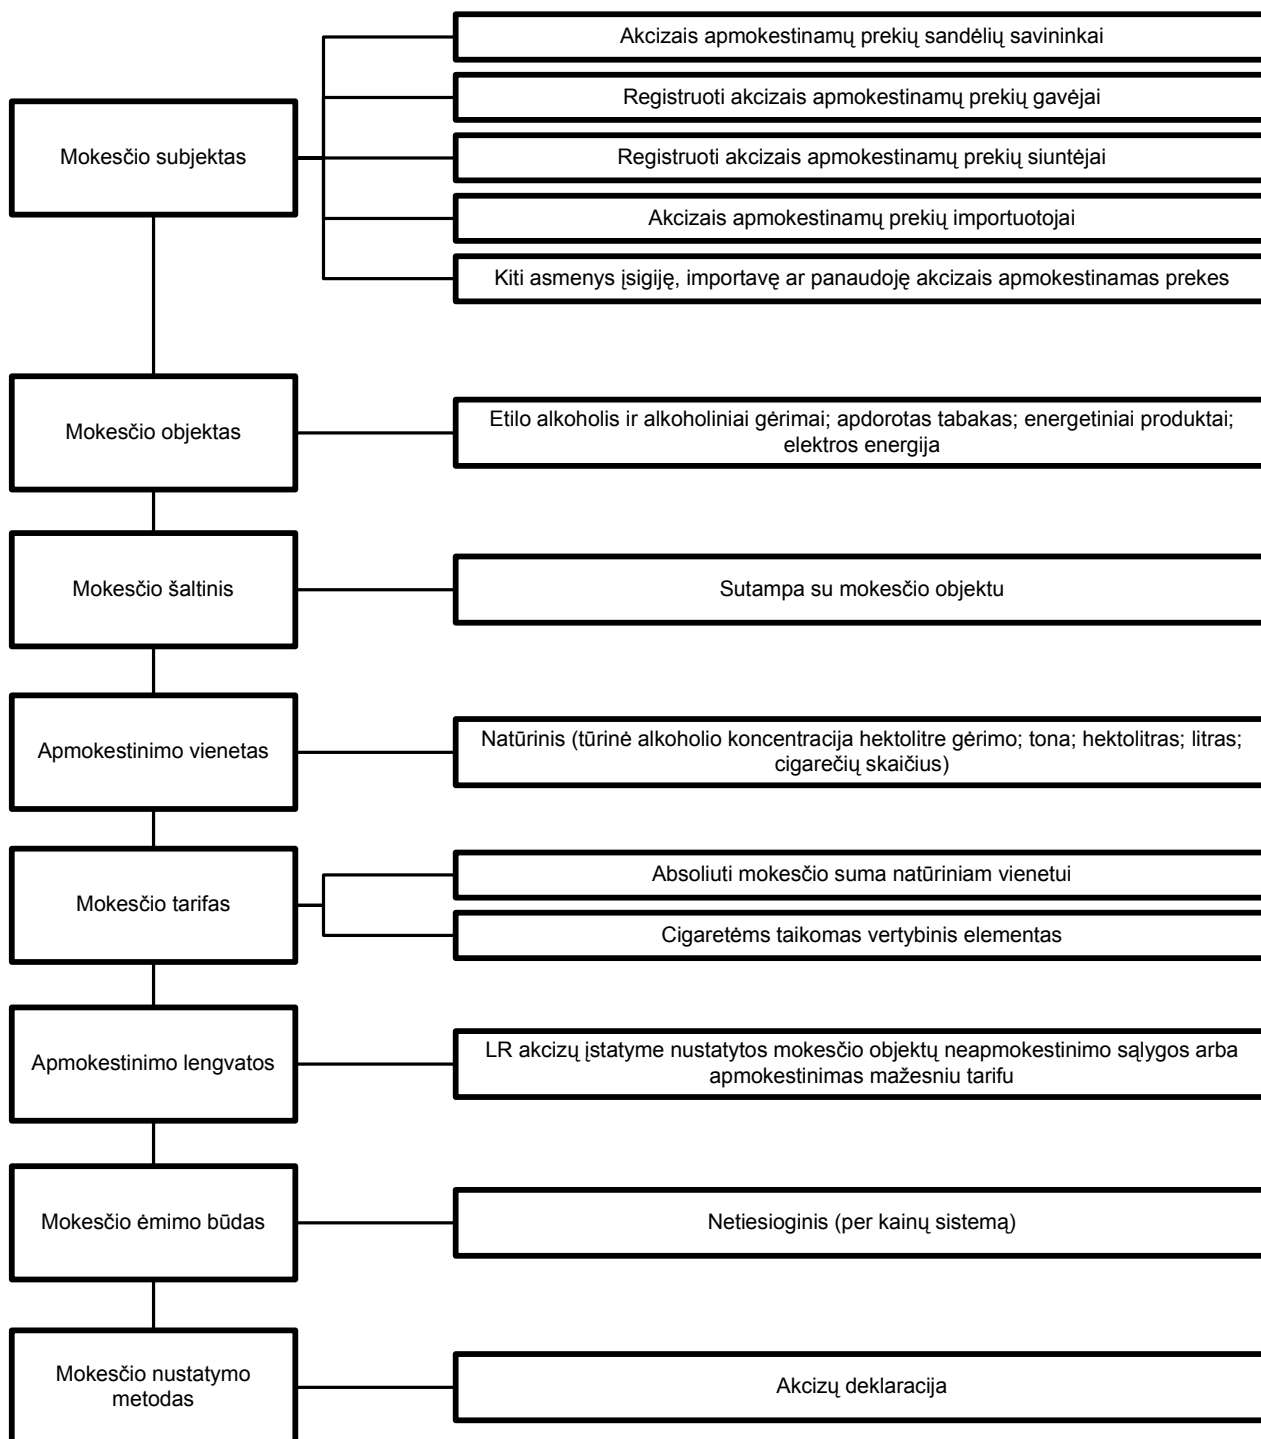 Mokesčio subjektas
Akcizais apmokestinamų prekių sandėlių savininkai
Registruoti akcizais apmokestinamų prekių gavėjai
Registruoti akcizais apmokestinamų prekių siuntėjai
Akcizais apmokestinamų prekių importuotojai
Kiti asmenys įsigiję, importavę ar panaudoję akcizais apmokestinamas prekes
Mokesčio objektas
Etilo alkoholis ir alkoholiniai gėrimai; apdorotas tabakas; energetiniai produktai;
elektros energija
Mokesčio šaltinis
Sutampa su mokesčio objektu
Apmokestinimo vienetas
Natūrinis (tūrinė alkoholio koncentracija hektolitre gėrimo; tona; hektolitras; litras;
cigarečių skaičius)
Mokesčio tarifas
Absoliuti mokesčio suma natūriniam vienetui
Cigaretėms taikomas vertybinis elementas
Apmokestinimo lengvatos
LR akcizų įstatyme nustatytos mokesčio objektų neapmokestinimo sąlygos arba
apmokestinimas mažesniu tarifu
Mokesčio ėmimo būdas
Netiesioginis (per kainų sistemą)
Mokesčio nustatymo
metodas
Akcizų deklaracija